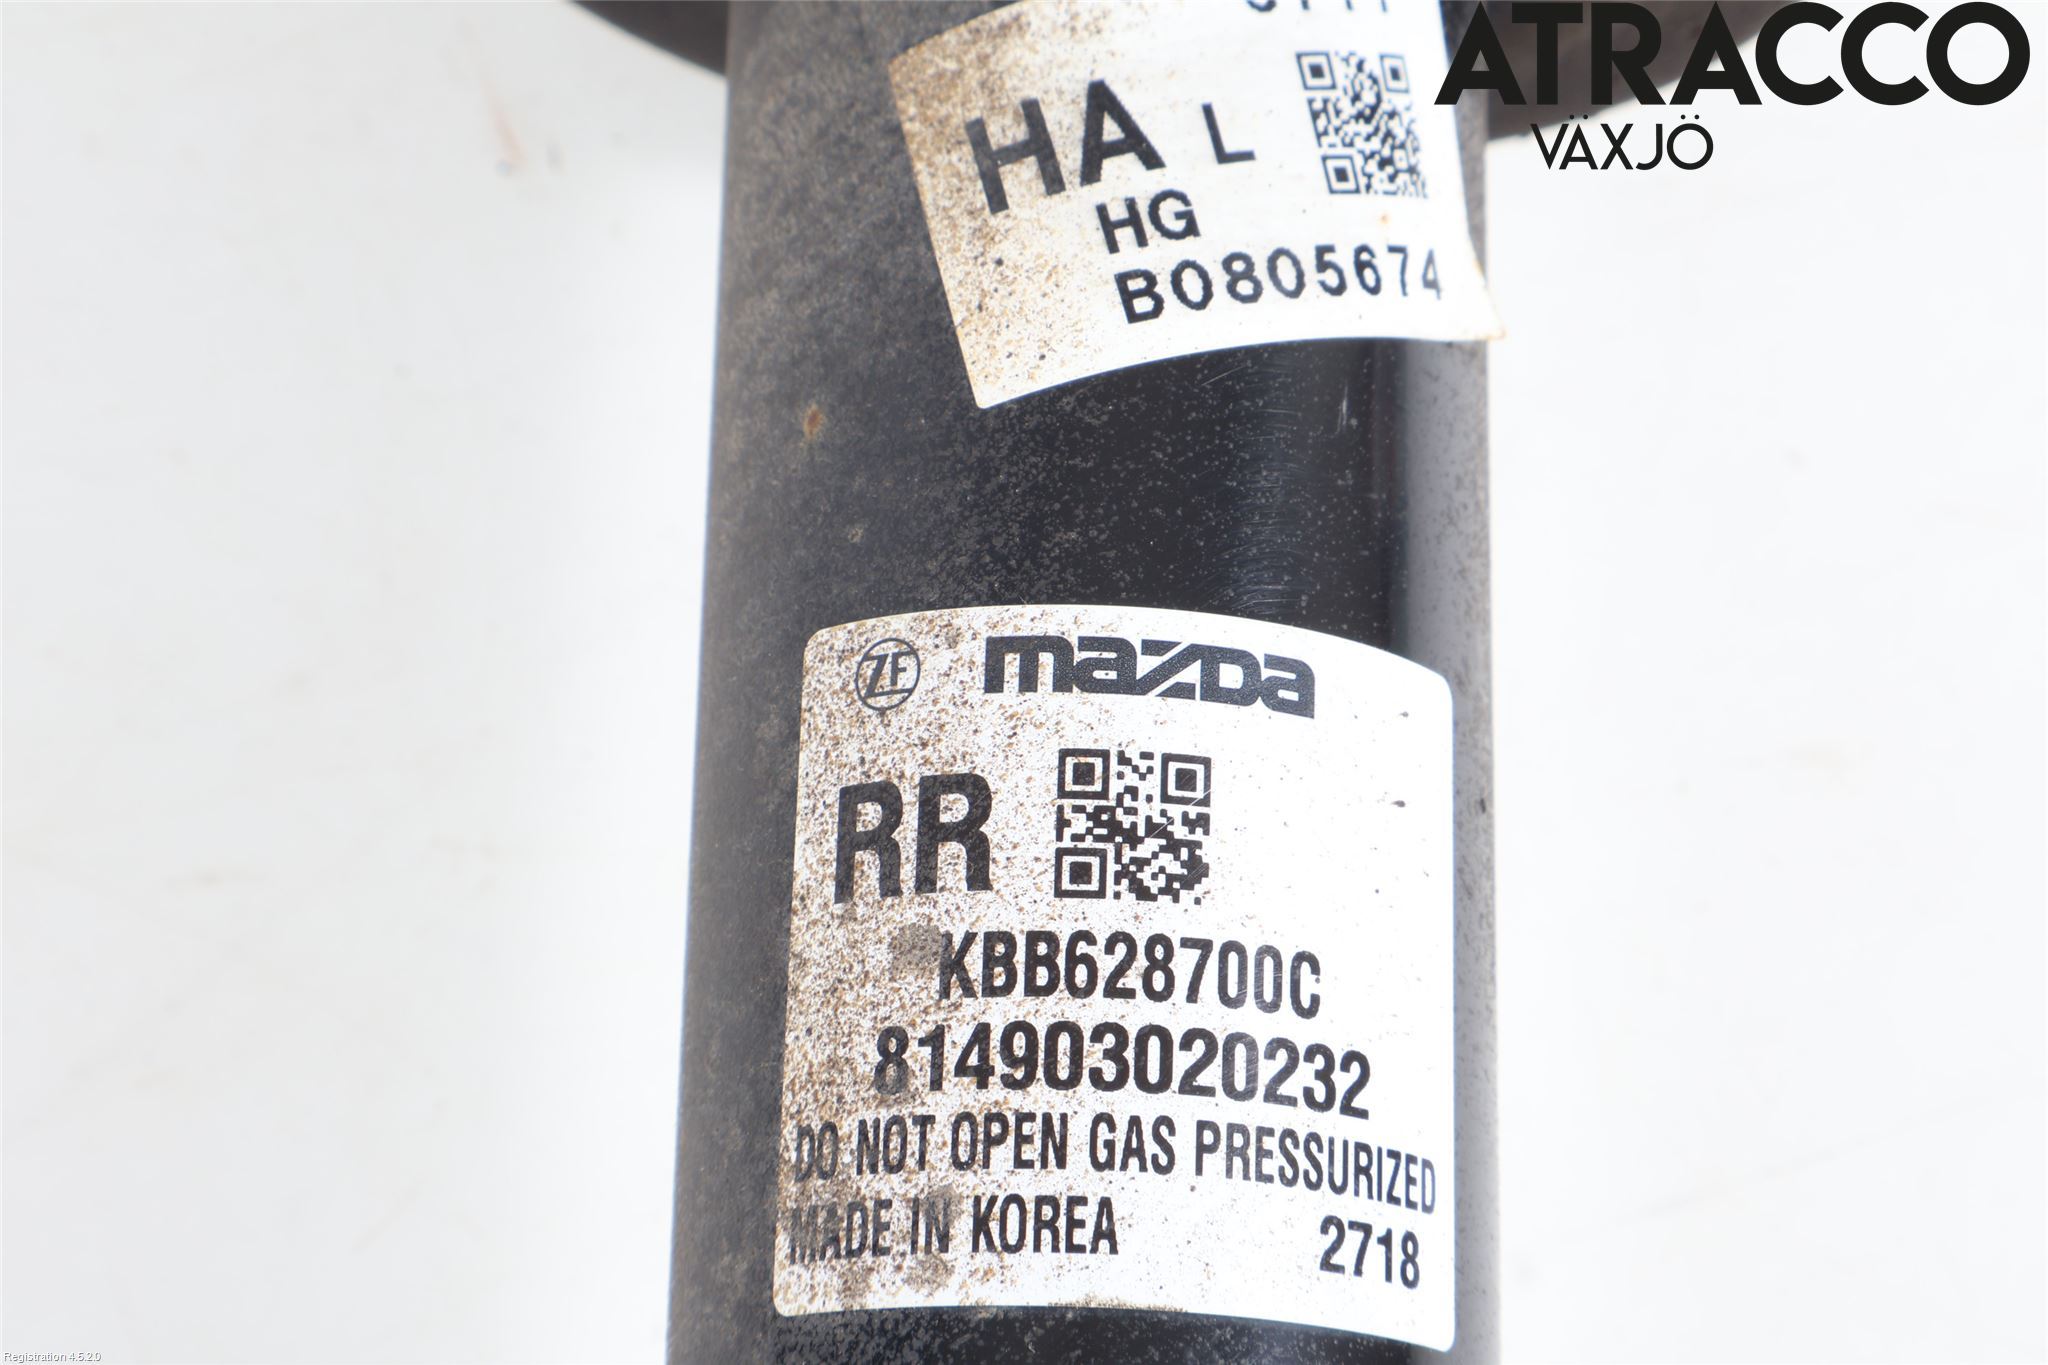 ATRACCO
VÄXJÖ
HA L
HG
B0805674
ZF mazda
RR
KBB628700C
814903020232
DO NOT OPEN GAS PRESSURIZED
MADE IN KOREA 2718
Registration 4.5.2.0